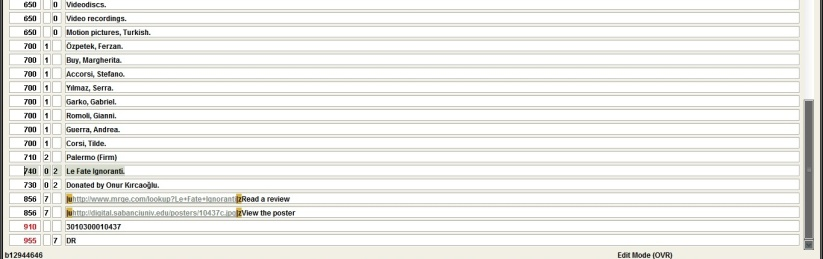 650 0 Videodiscs.
650 0 Video recordings.
650 0 Motion pictures, Turkish.
700 1 Özpetek, Ferzan.
700 1 Buy, Margherita.
700 1 Accorsi, Stefano.
700 1 Yılmaz, Serra.
700 1 Garko, Gabriel.
700 1 Romoli, Gianni.
700 1 Guerra, Andrea.
700 1 Corsi, Tilde.
710 2 Palermo (Firm)
740 0 2 Le Fate Ignoranti.
730 0 2 Donated by Onur Kırcaoğlu.
856 7 |uhttp://www.mrqe.com/lookup?Le+Fate+Ignoranti|zRead a review
856 7 |uhttp://digital.sabanciuniv.edu/posters/10437c.jpg|zView the poster
910 3010300010437
955 7 DR
b12944646 Edit Mode (OVR)